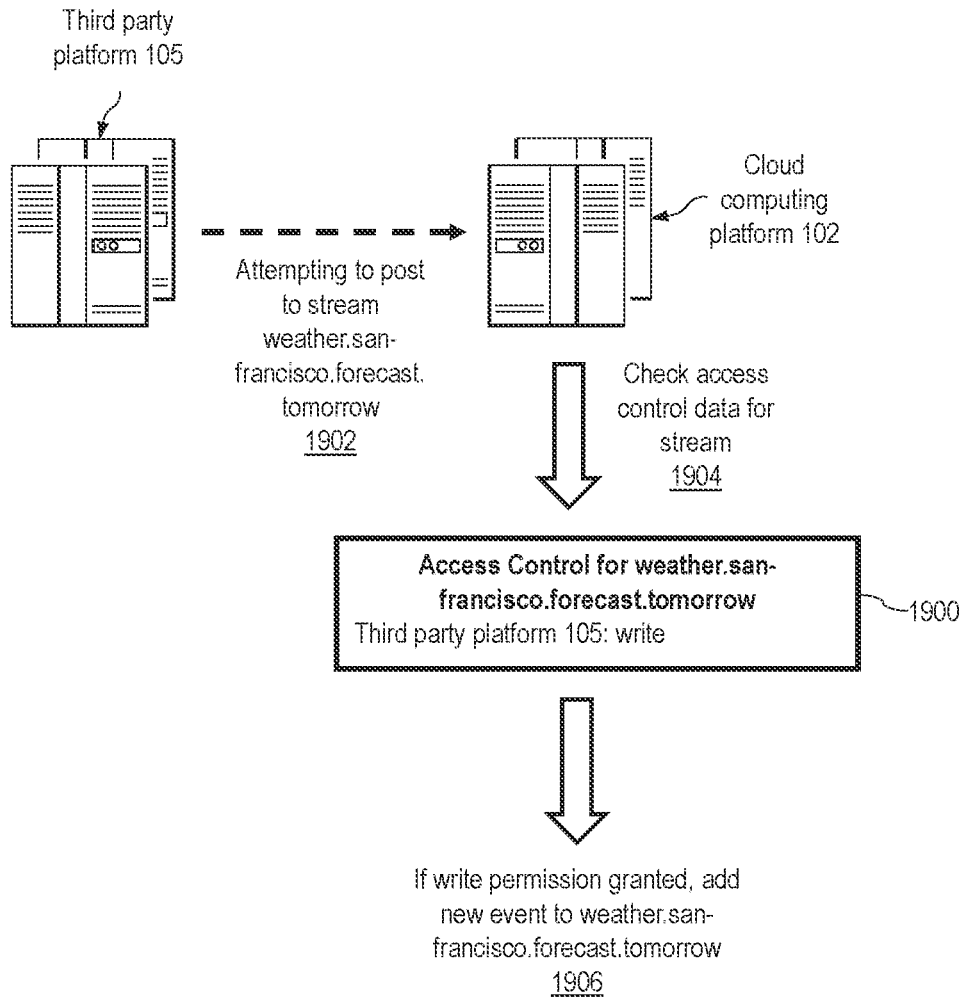 Third party
platform 105
Cloud
computing
platform 102
Attempting to post
to stream
weather.san-
francisco.forecast.
tomorrow
1902
Check access
control data for
stream
1904
Access Control for weather.san-
francisco.forecast.tomorrow
Third party platform 105: write
1900
If write permission granted, add
new event to weather.san-
francisco.forecast.tomorrow
1906